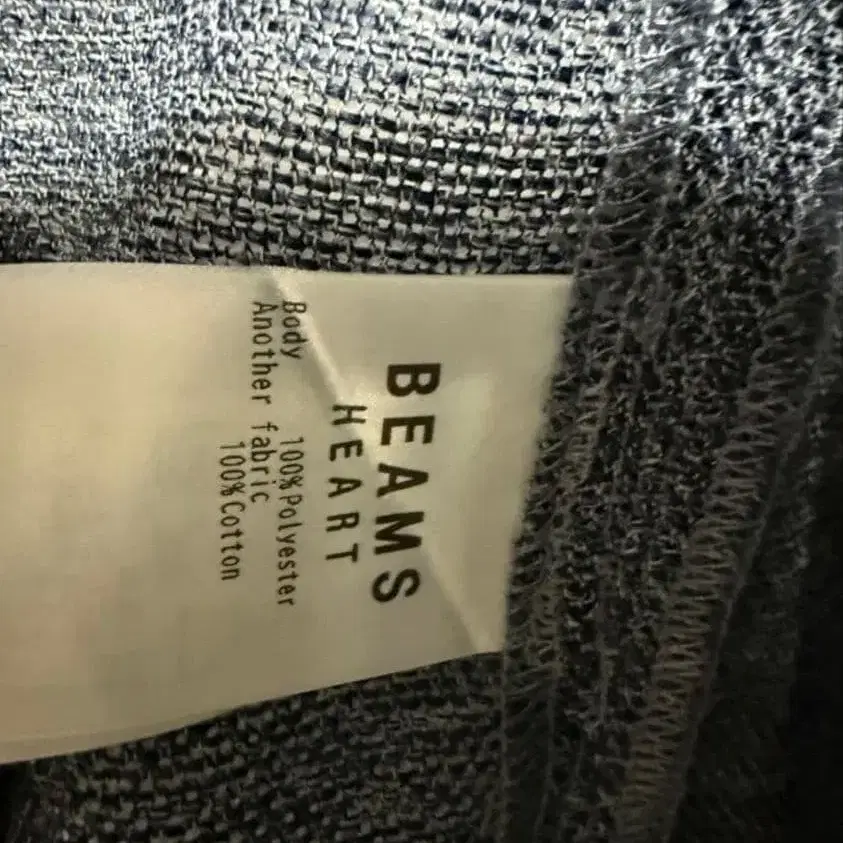 BEAMS
HEART
Body 100%Polyester
Another fabric
100%Cotton